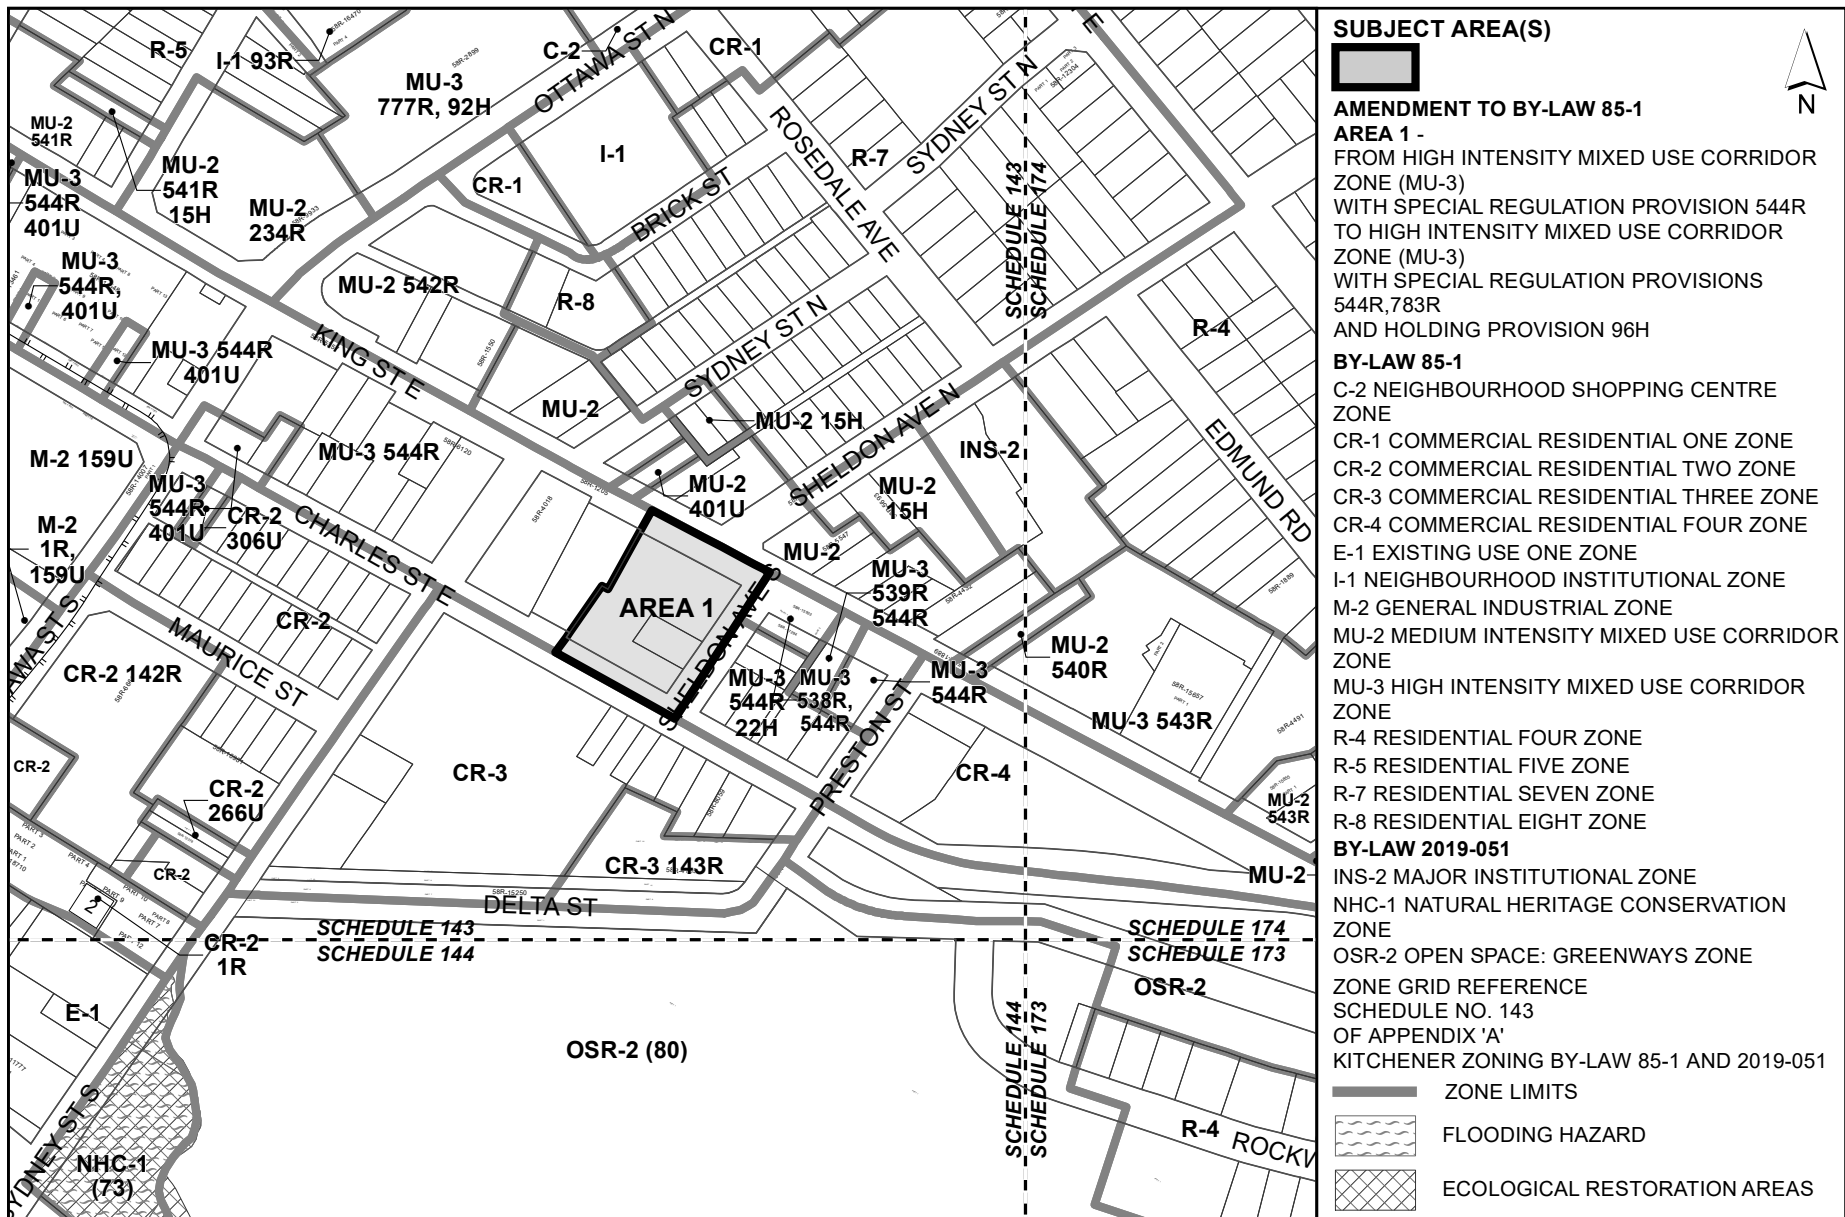 R-5
I-1 93R
MU-3
777R, 92H
C-2
OTTAWA ST N
CR-1
MU-2
541R
MU-3
544R
401U
MU-2
541R
15H
MU-2
234R
CR-1
I-1
BRICK ST
ROSEDALE AVE
R-7
SYDNEY ST N
SCHEDULE 143
SCHEDULE 174
MU-3
544R,
401U
MU-2 542R
R-8
KING ST E
MU-3 544R
401U
SYDNEY ST N
R-4
MU-2
MU-2 15H
SHELDON AVE N
INS-2
EDMUND RD
M-2 159U
MU-3 544R
MU-3
544R
401U
CR-2
306U
CHARLES ST E
MU-2
401U
MU-2
15H
M-2
1R,
159U
MU-2
MU-3
539R
544R
AREA 1
SHELDON AVE S
MAURICE ST
CR-2
CR-2 142R
MU-3
544R
22H
MU-3
538R,
544R
MU-3
544R
MU-2
540R
MU-3 543R
PRESTON ST
CR-2
CR-2
266U
CR-3
CR-4
MU-2
543R
CR-2
CR-3 143R
MU-2
58R-15250
DELTA ST
SCHEDULE 143
SCHEDULE 144
SCHEDULE 174
SCHEDULE 173
CR-2
1R
E-1
OSR-2
OSR-2 (80)
SCHEDULE 144
SCHEDULE 173
R-4
NHC-1
(73)
SUBJECT AREA(S)
N
AMENDMENT TO BY-LAW 85-1
AREA 1 -
FROM HIGH INTENSITY MIXED USE CORRIDOR
ZONE (MU-3)
WITH SPECIAL REGULATION PROVISION 544R
TO HIGH INTENSITY MIXED USE CORRIDOR
ZONE (MU-3)
WITH SPECIAL REGULATION PROVISIONS
544R,783R
AND HOLDING PROVISION 96H
BY-LAW 85-1
C-2 NEIGHBOURHOOD SHOPPING CENTRE
ZONE
CR-1 COMMERCIAL RESIDENTIAL ONE ZONE
CR-2 COMMERCIAL RESIDENTIAL TWO ZONE
CR-3 COMMERCIAL RESIDENTIAL THREE ZONE
CR-4 COMMERCIAL RESIDENTIAL FOUR ZONE
E-1 EXISTING USE ONE ZONE
I-1 NEIGHBOURHOOD INSTITUTIONAL ZONE
M-2 GENERAL INDUSTRIAL ZONE
MU-2 MEDIUM INTENSITY MIXED USE CORRIDOR
ZONE
MU-3 HIGH INTENSITY MIXED USE CORRIDOR
ZONE
R-4 RESIDENTIAL FOUR ZONE
R-5 RESIDENTIAL FIVE ZONE
R-7 RESIDENTIAL SEVEN ZONE
R-8 RESIDENTIAL EIGHT ZONE
BY-LAW 2019-051
INS-2 MAJOR INSTITUTIONAL ZONE
NHC-1 NATURAL HERITAGE CONSERVATION
ZONE
OSR-2 OPEN SPACE: GREENWAYS ZONE
ZONE GRID REFERENCE
SCHEDULE NO. 143
OF APPENDIX 'A'
KITCHENER ZONING BY-LAW 85-1 AND 2019-051
ZONE LIMITS
FLOODING HAZARD
ECOLOGICAL RESTORATION AREAS